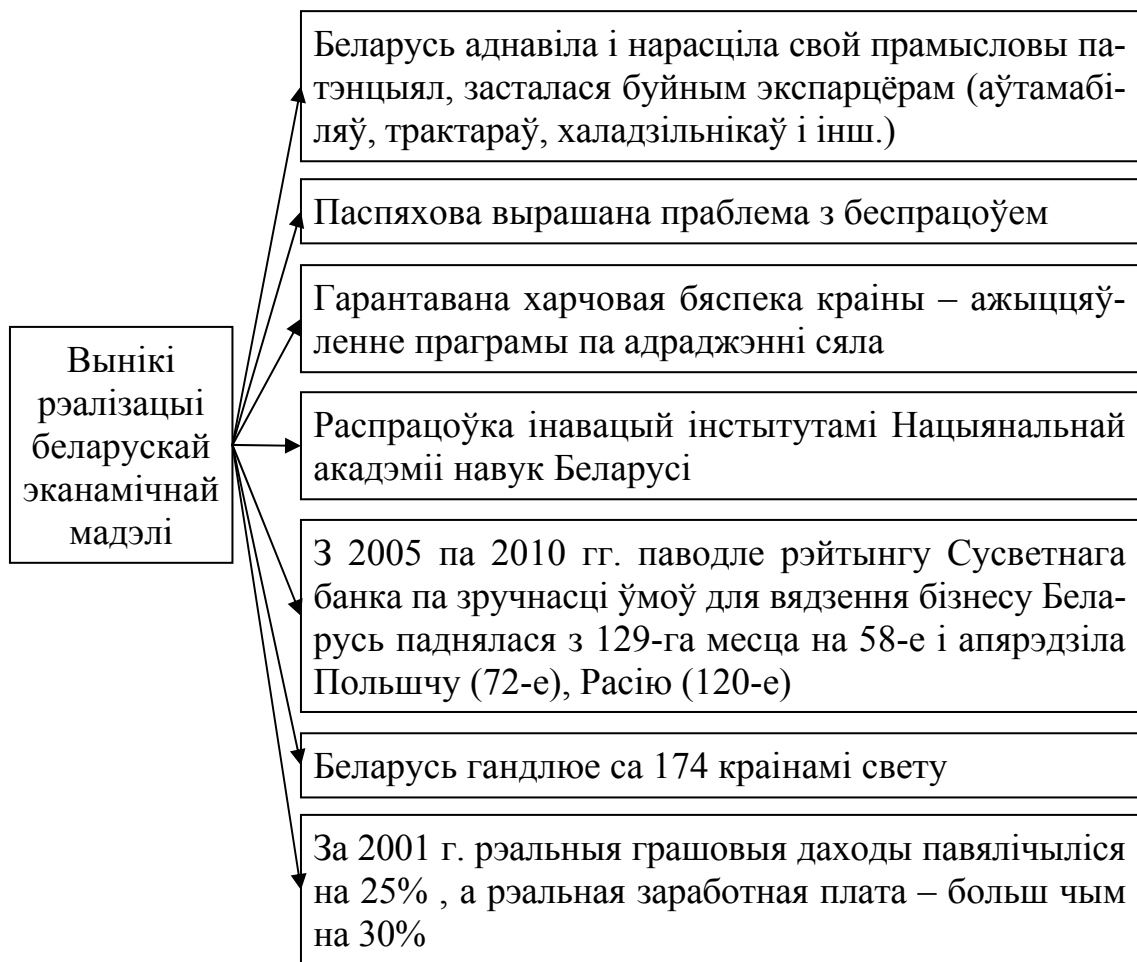 Беларусь аднавіла і нарасціла свой прамысловы па-
тэнцыял, засталася буйным экспарцёрам (аўтамабі-
ляў, трактараў, халадзільнікаў і інш.)
Паспяхова вырашана праблема з беспрацоўем
Гарантавана харчовая бяспека краіны – ажыццяў-
ленне праграмы па адраджэнні сяла
Вынікі
рэалізацыі
беларускай
эканамічнай
мадэлі
Распрацоўка інавацый інстытутамі Нацыянальнай
акадэміі навук Беларусі
З 2005 па 2010 гг. паводле рэйтынгу Сусветнага
банка па зручнасці ўмоў для вядзення бізнесу Бела-
русь паднялася з 129-га месца на 58-е і апярэдзіла
Польшчу (72-е), Расію (120-е)
Беларусь гандлюе са 174 краінамі свету
За 2001 г. рэальныя грашовыя даходы павялічыліся
на 25% , а рэальная заработная плата – больш чым
на 30%